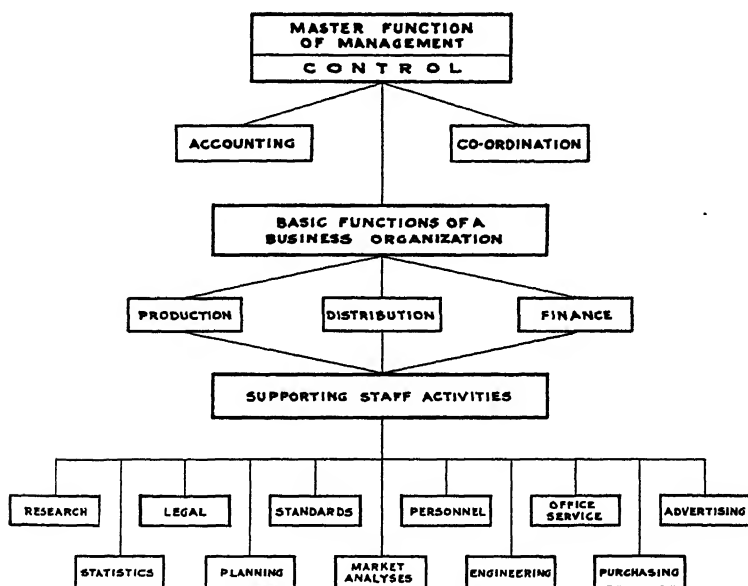 MASTER FUNCTION
OF MANAGEMENT
CONTROL
ACCOUNTING
CO-ORDINATION
BASIC FUNCTIONS OF A
BUSINESS ORGANIZATION
PRODUCTION
DISTRIBUTION
FINANCE
SUPPORTING STAFF ACTIVITIES
RESEARCH
LEGAL
STANDARDS
PERSONNEL
OFFICE
SERVICE
ADVERTISING
STATISTICS
PLANNING
MARKET
ANALYSES
ENGINEERING
PURCHASING